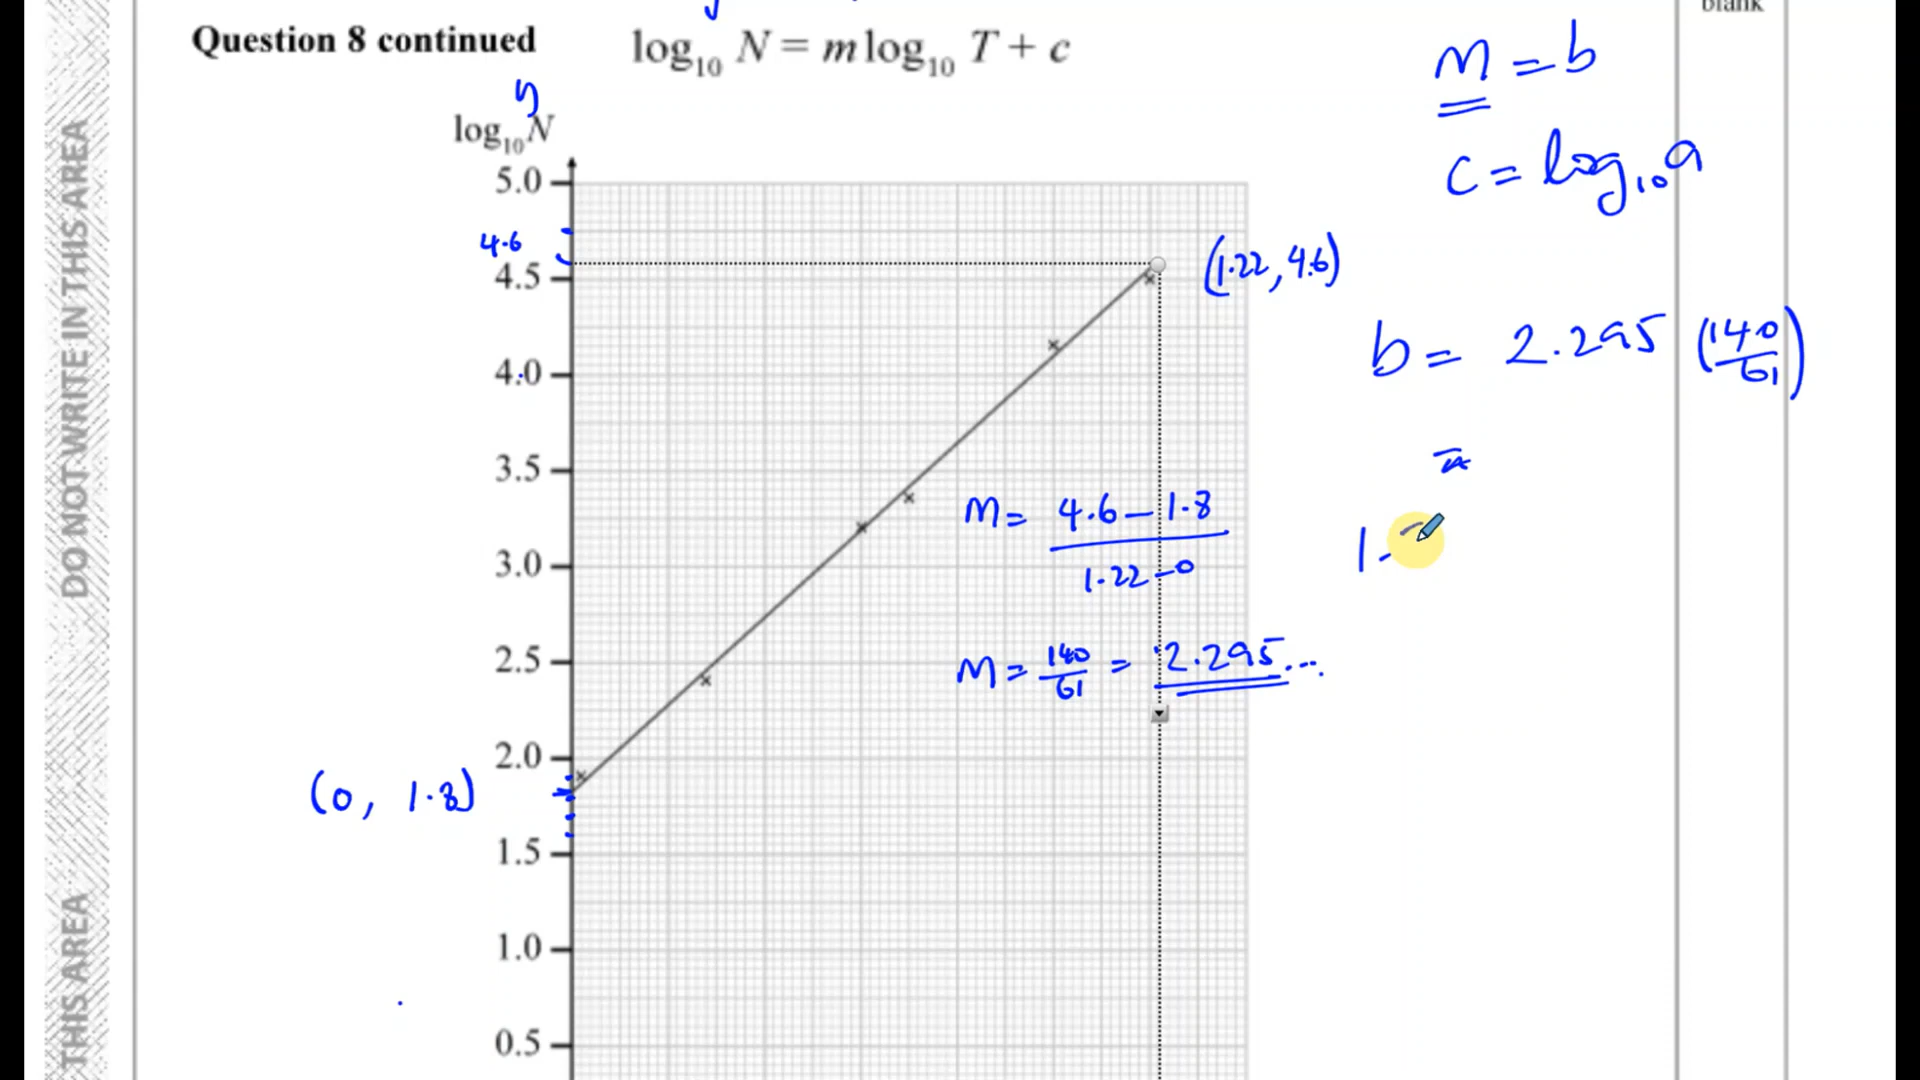 blank
Question 8 continued
log₁₀ N = m log₁₀ T + c
m = b
y
log₁₀N
c = log₁₀a
5.0
4.6
(1.22, 4.6)
4.5
b = 2.295 (140/61)
4.0
=
3.5
m = 4.6 - 1.8
1.22 - 0
1.
3.0
m = 140/61 = 2.295...
2.5
2.0
(0, 1.8)
1.5
1.0
0.5
DO NOT WRITE IN THIS AREA
THIS AREA